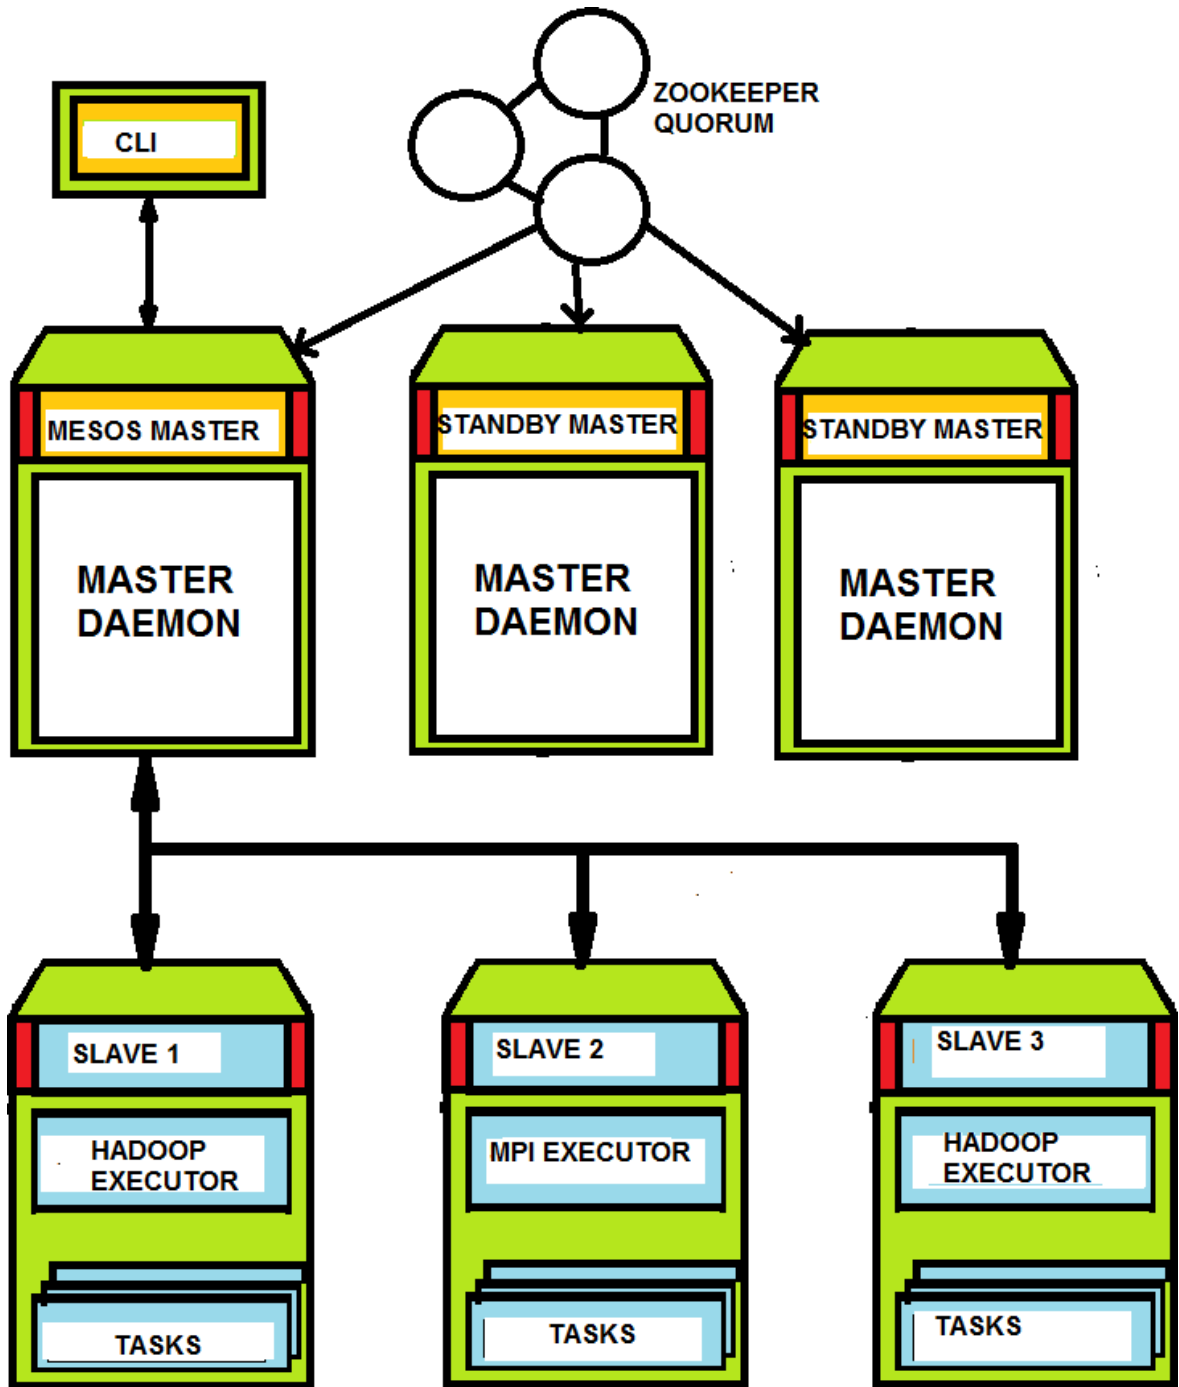 ZOOKEEPER
QUORUM
CLI
MESOS MASTER
STANDBY MASTER
STANDBY MASTER
MASTER
DAEMON
MASTER
DAEMON
MASTER
DAEMON
SLAVE 1
SLAVE 2
SLAVE 3
HADOOP
EXECUTOR
MPI EXECUTOR
HADOOP
EXECUTOR
TASKS
TASKS
TASKS